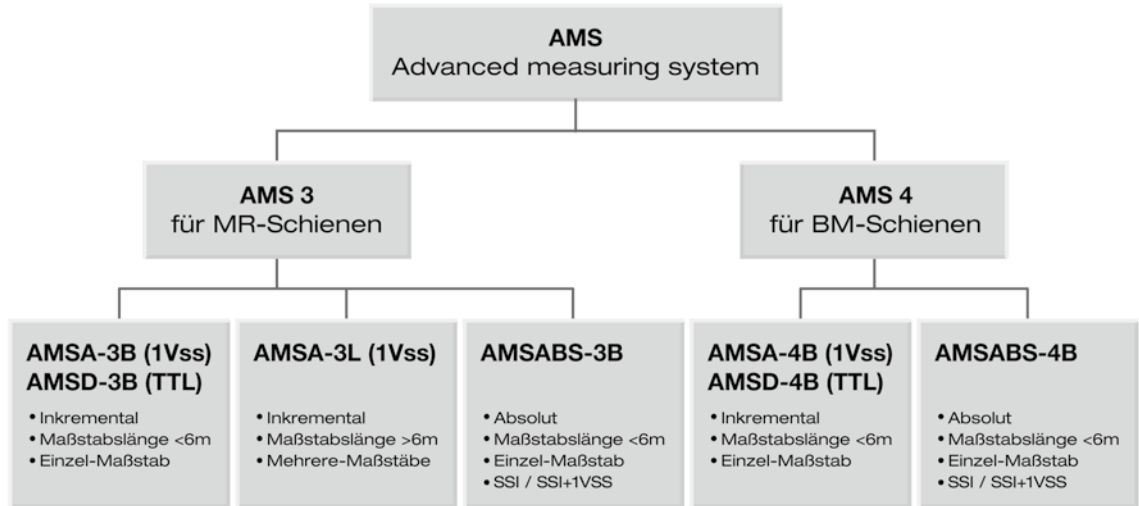 AMS
Advanced measuring system
AMS 3
für MR-Schienen
AMS 4
für BM-Schienen
AMSA-3B (1Vss)
AMSD-3B (TTL)
• Inkremental
• Maßstabslänge <6m
• Einzel-Maßstab
AMSA-3L (1Vss)
• Inkremental
• Maßstabslänge >6m
• Mehrere-Maßstäbe
AMSABS-3B
• Absolut
• Maßstabslänge <6m
• Einzel-Maßstab
• SSI / SSI+1VSS
AMSA-4B (1Vss)
AMSD-4B (TTL)
• Inkremental
• Maßstabslänge <6m
• Einzel-Maßstab
AMSABS-4B
• Absolut
• Maßstabslänge <6m
• Einzel-Maßstab
• SSI / SSI+1VSS